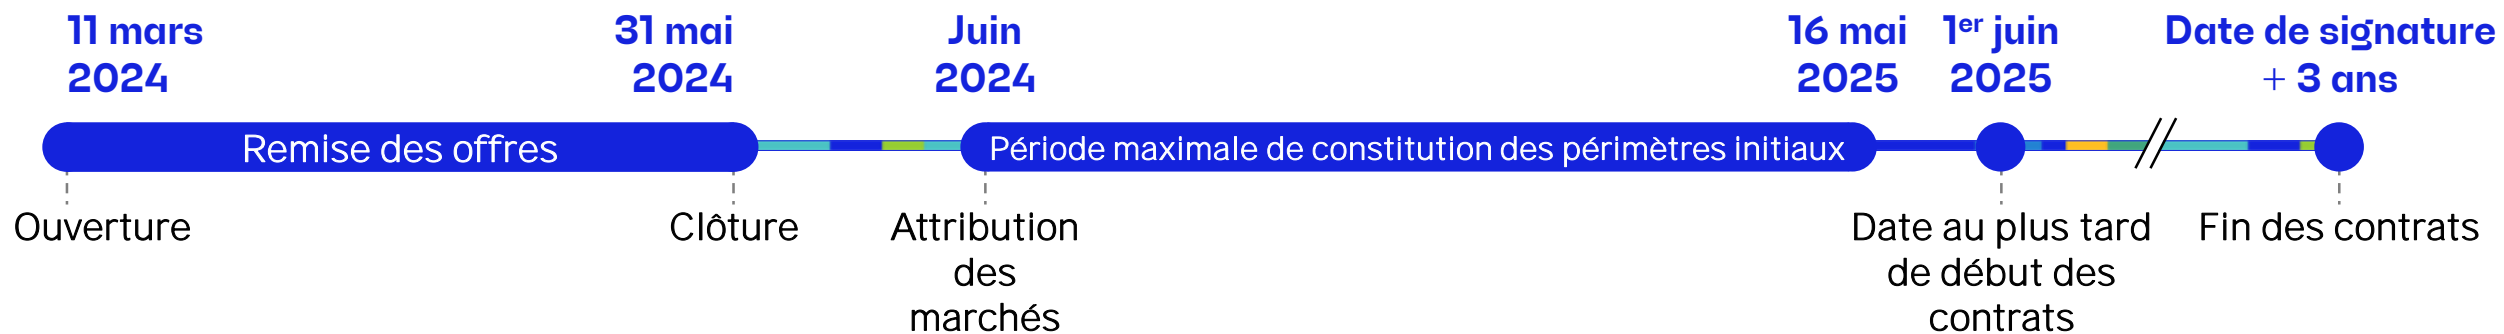 11 mars
2024
31 mai
2024
Juin
2024
16 mai
2025
1er juin
2025
Date de signature
+ 3 ans
Remise des offres
Période maximale de constitution des périmètres initiaux
Ouverture
Clôture
Attribution
des
marchés
Date au plus tard
de début des
contrats
Fin des contrats